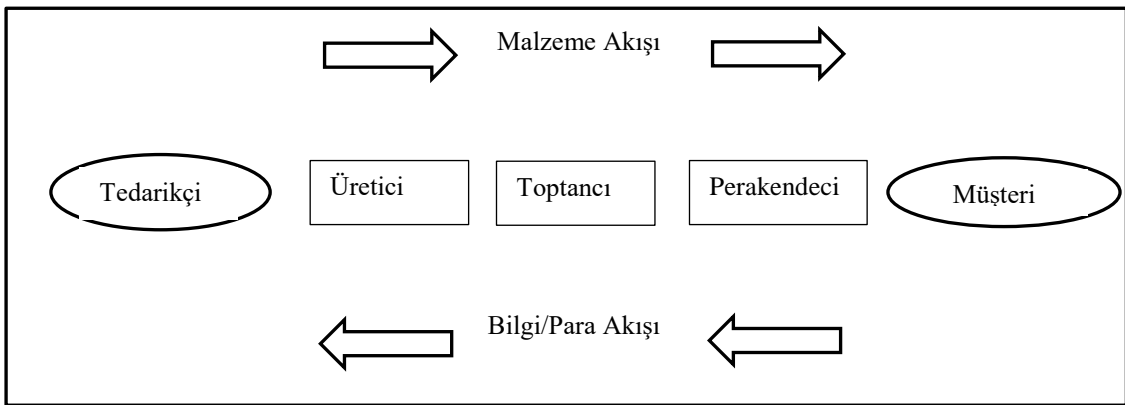 Malzeme Akışı
Tedarikçi
Üretici
Toptancı
Perakendeci
Müşteri
Bilgi/Para Akışı